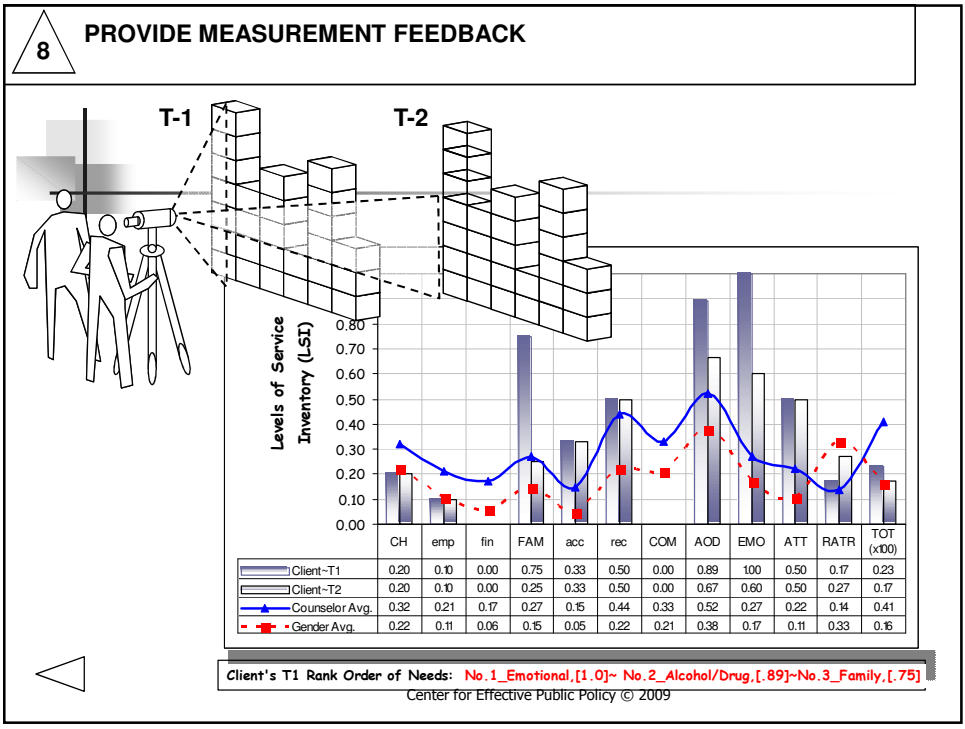 8
PROVIDE MEASUREMENT FEEDBACK
T-1
T-2
Levels of Service
Inventory (LSI)
0.80
0.70
0.60
0.50
0.40
0.30
0.20
0.10
0.00
CH emp fin FAM acc rec COM AOD EMO ATT RATR TOT (x100)
Client~T1 0.20 0.10 0.00 0.75 0.33 0.50 0.00 0.89 1.00 0.50 0.17 0.23
Client~T2 0.20 0.10 0.00 0.25 0.33 0.50 0.00 0.67 0.60 0.50 0.27 0.17
Counselor Avg. 0.32 0.21 0.17 0.27 0.15 0.44 0.33 0.52 0.27 0.22 0.14 0.41
Gender Avg. 0.22 0.11 0.06 0.15 0.05 0.22 0.21 0.38 0.17 0.11 0.33 0.16
Client's T1 Rank Order of Needs: No.1_Emotional,[1.0]~ No.2_Alcohol/Drug,[.89]~No.3_Family,[.75]
Center for Effective Public Policy © 2009